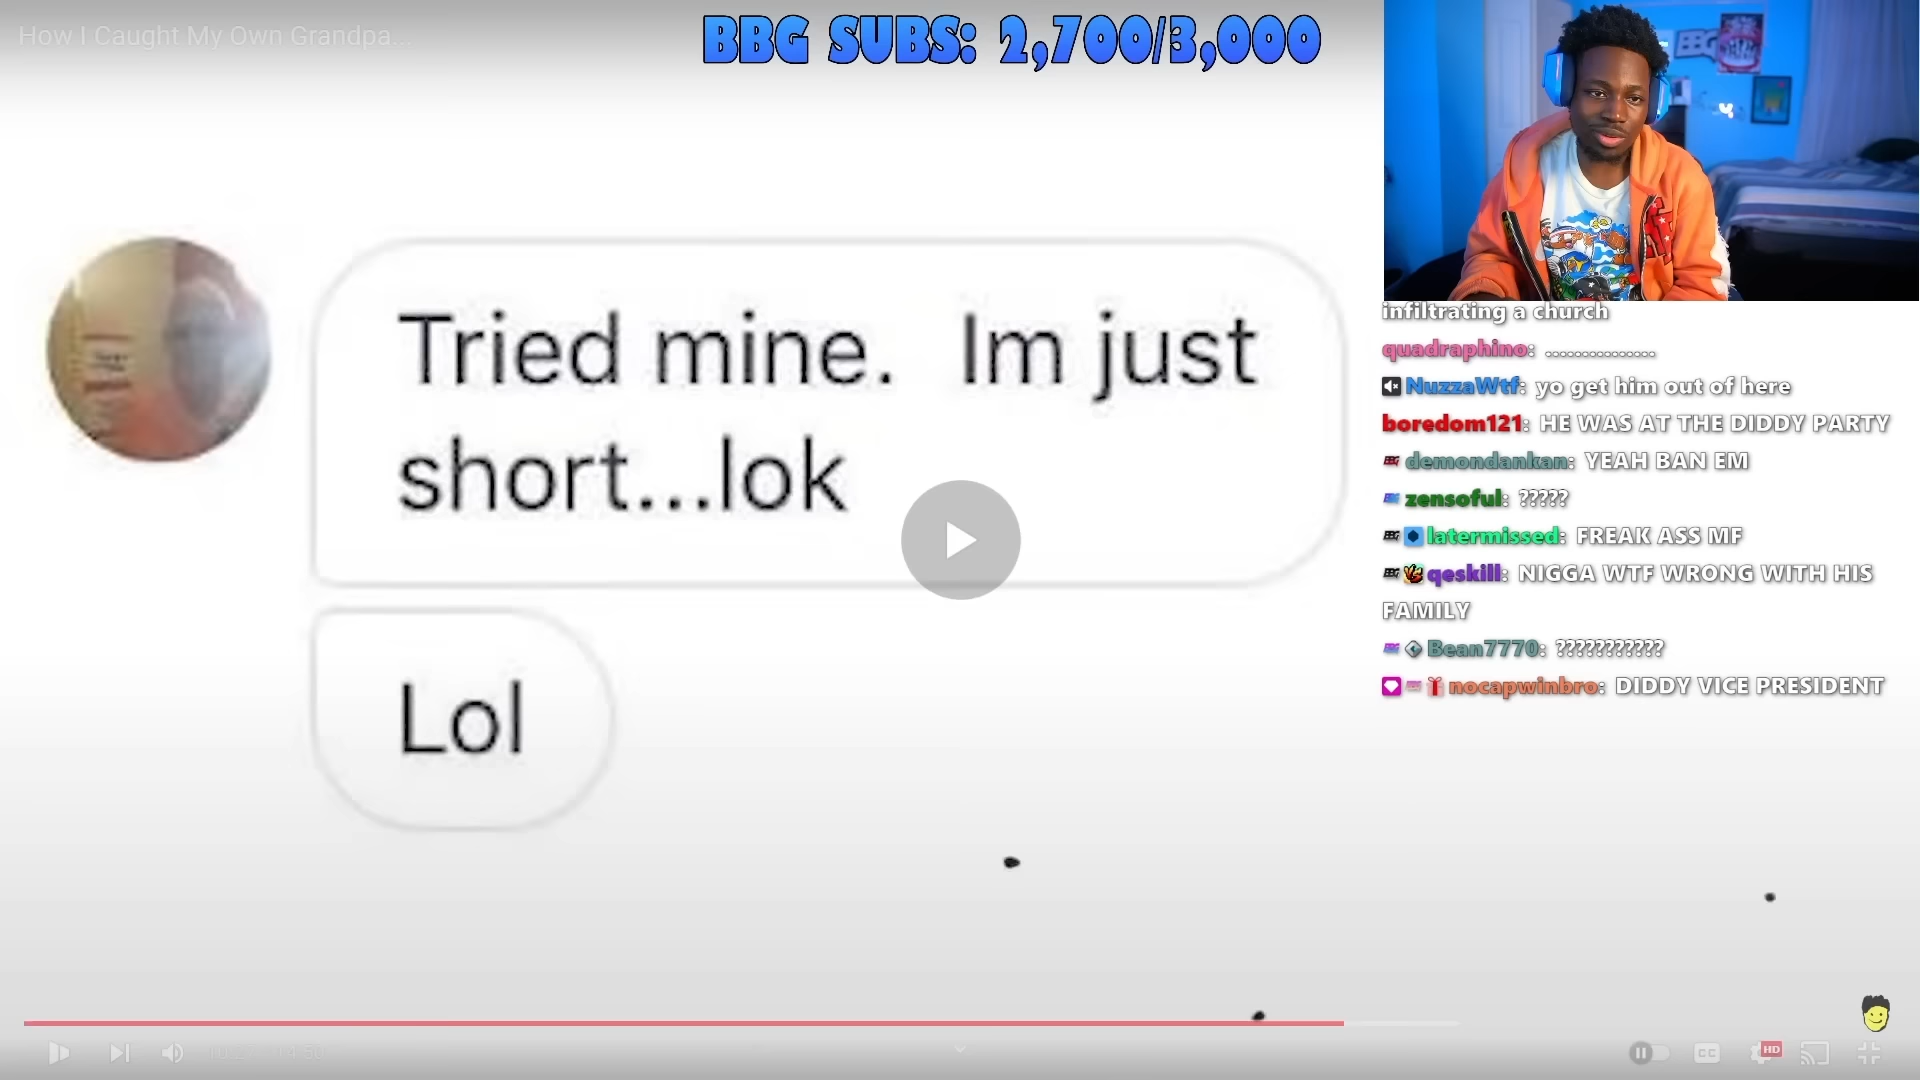 How I Caught My Own Grandpa...
BBG SUBS: 2,700/3,000
Tried mine. Im just
short...lok
Lol
infiltrating a church
quadraphino: ...............
NuzzaWtf: yo get him out of here
boredom121: HE WAS AT THE DIDDY PARTY
demondankan: YEAH BAN EM
zensoful: ?????
latermissed: FREAK ASS MF
qeskill: NIGGA WTF WRONG WITH HIS
FAMILY
Bean7770: ???????????
nocapwinbro: DIDDY VICE PRESIDENT
CC
HD